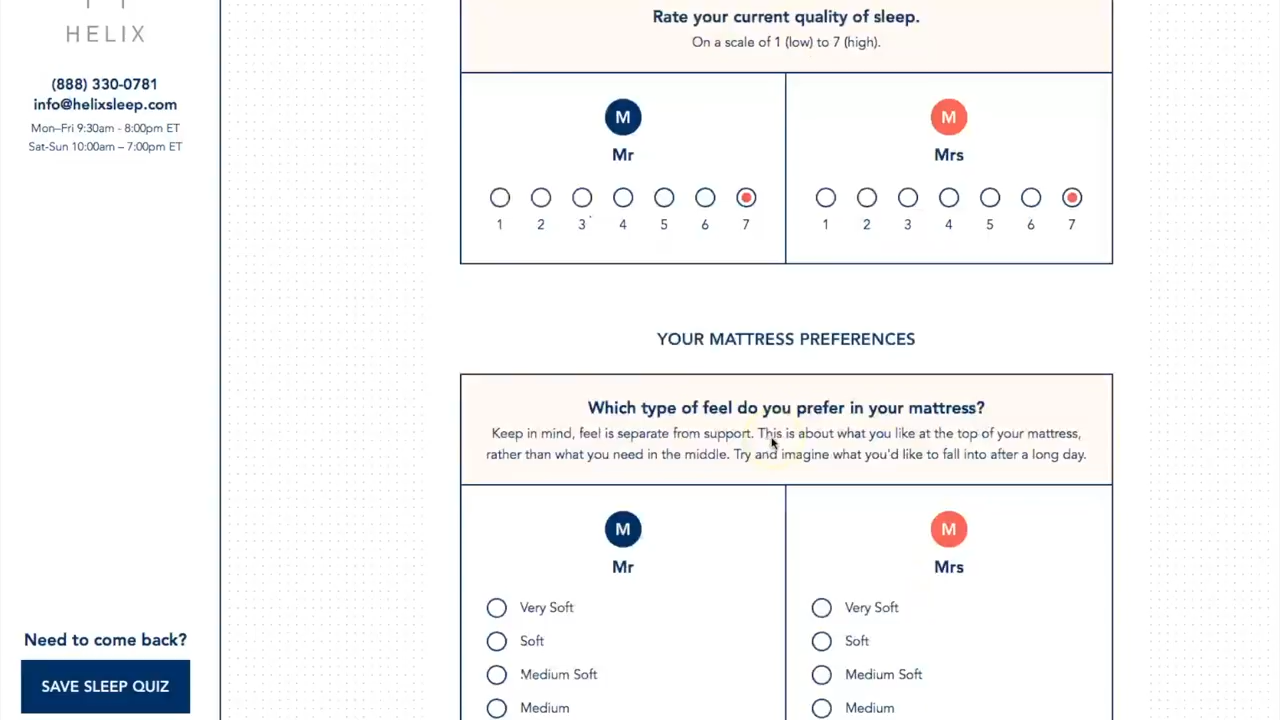 HELIX
(888) 330-0781
info@helixsleep.com
Mon–Fri 9:30am - 8:00pm ET
Sat-Sun 10:00am – 7:00pm ET
Need to come back?
SAVE SLEEP QUIZ
Rate your current quality of sleep.
On a scale of 1 (low) to 7 (high).
M
Mr
1 2 3 4 5 6 7
M
Mrs
1 2 3 4 5 6 7
YOUR MATTRESS PREFERENCES
Which type of feel do you prefer in your mattress?
Keep in mind, feel is separate from support. This is about what you like at the top of your mattress,
rather than what you need in the middle. Try and imagine what you'd like to fall into after a long day.
M
Mr
Very Soft
Soft
Medium Soft
Medium
M
Mrs
Very Soft
Soft
Medium Soft
Medium